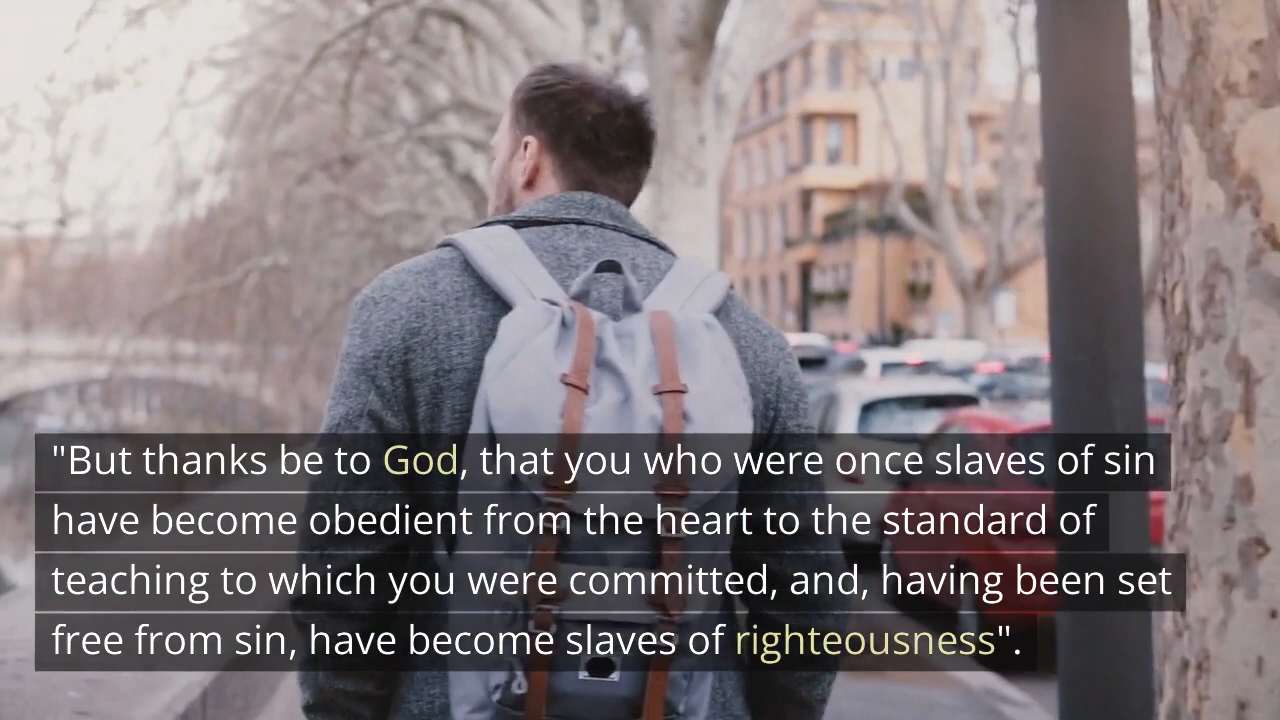 "But thanks be to God, that you who were once slaves of sin
have become obedient from the heart to the standard of
teaching to which you were committed, and, having been set
free from sin, have become slaves of righteousness".